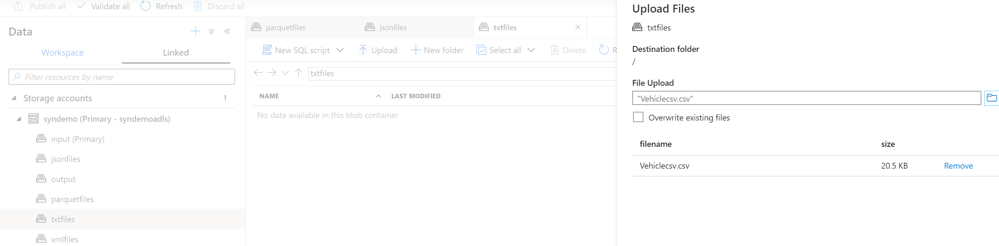 Publish all Validate all Refresh Discard all
Data
Workspace Linked
Filter resources by name
Storage accounts 1
syndemo (Primary - syndemoadls)
input (Primary)
jsonfiles
output
parquetfiles
txtfiles
xmlfiles
parquetfiles jsonfiles txtfiles
New SQL script Upload New folder Select all Delete R
txtfiles
NAME LAST MODIFIED
No data available in this blob container
Upload Files
txtfiles
Destination folder
/
File Upload
"Vehiclecsv.csv"
Overwrite existing files
filename size
Vehiclecsv.csv 20.5 KB Remove